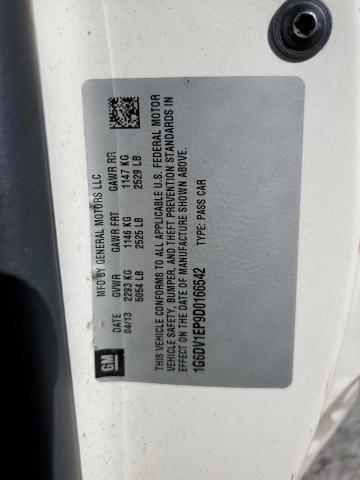 MFD BY GENERAL MOTORS LLC
DATE GVWR GAWR FRT GAWR RR
04/13 2293 KG 1146 KG 1147 KG
5054 LB 2525 LB 2529 LB
THIS VEHICLE CONFORMS TO ALL APPLICABLE U.S. FEDERAL MOTOR
VEHICLE SAFETY, BUMPER, AND THEFT PREVENTION STANDARDS IN
EFFECT ON THE DATE OF MANUFACTURE SHOWN ABOVE.
1G6DV1EP9D0166542 TYPE: PASS CAR
GM